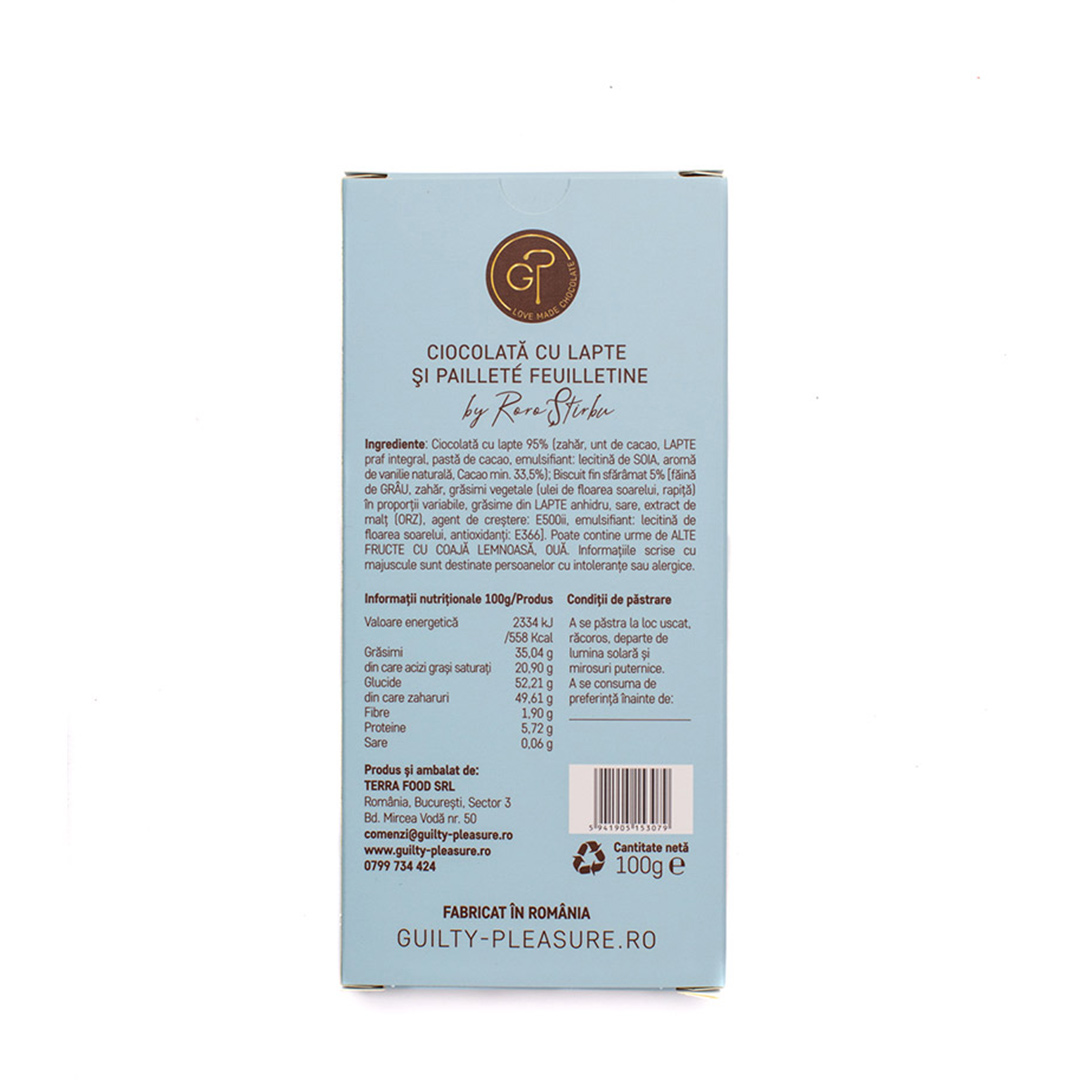 GP
LOVE MADE CHOCOLATE
CIOCOLATĂ CU LAPTE
ŞI PAILLETÉ FEUILLETINE
by Roro Ştirbu
Ingrediente: Ciocolată cu lapte 95% (zahăr, unt de cacao, LAPTE
praf integral, pastă de cacao, emulsifiant: lecitină de SOIA, aromă
de vanilie naturală, Cacao min. 33,5%); Biscuit fin sfărâmat 5% [făină
de GRÂU, zahăr, grăsimi vegetale (ulei de floarea soarelui, rapiță)
în proporții variabile, grăsime din LAPTE anhidru, sare, extract de
malț (ORZ), agent de creștere: E500ii, emulsifiant: lecitină de
floarea soarelui, antioxidanți: E366]. Poate contine urme de ALTE
FRUCTE CU COAJĂ LEMNOASĂ, OUĂ. Informațiile scrise cu
majuscule sunt destinate persoanelor cu intoleranțe sau alergice.
Informații nutriționale 100g/Produs
Valoare energetică 2334 kJ
/558 Kcal
Grăsimi 35,04 g
din care acizi grași saturați 20,90 g
Glucide 52,21 g
din care zaharuri 49,61 g
Fibre 1,90 g
Proteine 5,72 g
Sare 0,06 g
Condiții de păstrare
A se păstra la loc uscat,
răcoros, departe de
lumina solară și
mirosuri puternice.
A se consuma de
preferință înainte de:
Produs și ambalat de:
TERRA FOOD SRL
România, București, Sector 3
Bd. Mircea Vodă nr. 50
comenzi@guilty-pleasure.ro
www.guilty-pleasure.ro
0799 734 424
5 941905 153079
Cantitate netă
100g e
FABRICAT ÎN ROMÂNIA
GUILTY-PLEASURE.RO